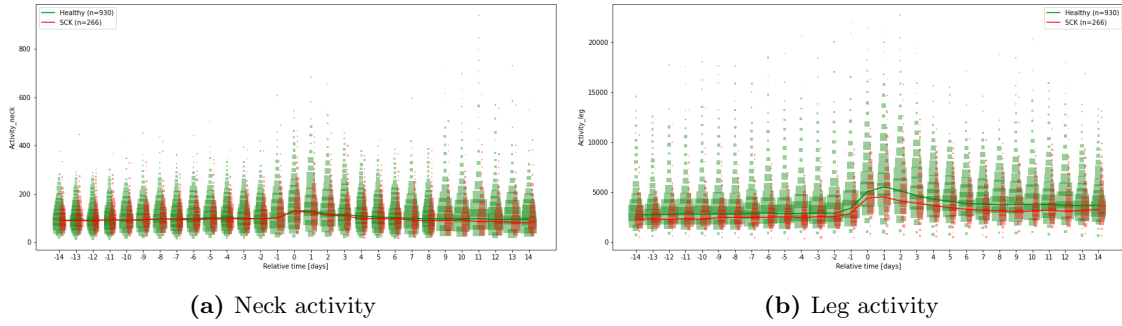 Healthy (n=930)
SCK (n=266)
800
600
400
200
0
Activity_neck
-14 -13 -12 -11 -10 -9 -8 -7 -6 -5 -4 -3 -2 -1 0 1 2 3 4 5 6 7 8 9 10 11 12 13 14
Relative time [days]
(a) Neck activity
Healthy (n=930)
SCK (n=266)
20000
15000
10000
5000
0
Activity_leg
-14 -13 -12 -11 -10 -9 -8 -7 -6 -5 -4 -3 -2 -1 0 1 2 3 4 5 6 7 8 9 10 11 12 13 14
Relative time [days]
(b) Leg activity